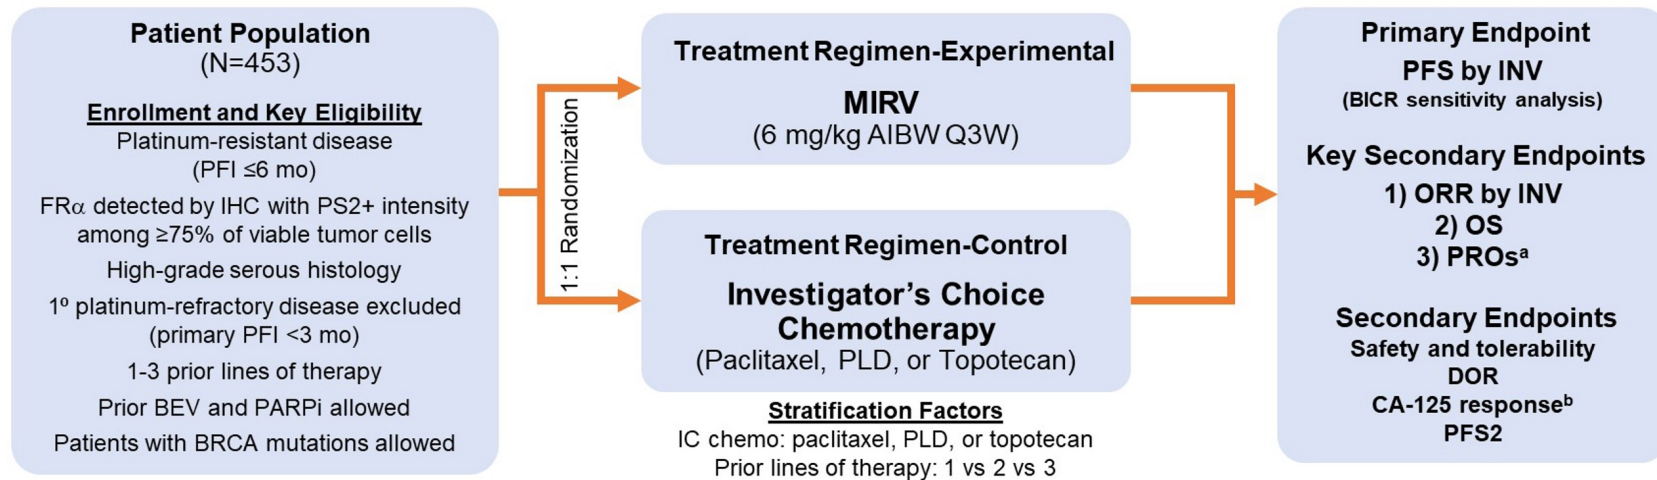 Patient Population
(N=453)
Enrollment and Key Eligibility
Platinum-resistant disease
(PFI ≤6 mo)
FRα detected by IHC with PS2+ intensity
among ≥75% of viable tumor cells
High-grade serous histology
1º platinum-refractory disease excluded
(primary PFI <3 mo)
1-3 prior lines of therapy
Prior BEV and PARPi allowed
Patients with BRCA mutations allowed
1:1 Randomization
Treatment Regimen-Experimental
MIRV
(6 mg/kg AIBW Q3W)
Treatment Regimen-Control
Investigator’s Choice
Chemotherapy
(Paclitaxel, PLD, or Topotecan)
Stratification Factors
IC chemo: paclitaxel, PLD, or topotecan
Prior lines of therapy: 1 vs 2 vs 3
Primary Endpoint
PFS by INV
(BICR sensitivity analysis)
Key Secondary Endpoints
1) ORR by INV
2) OS
3) PROsᵃ
Secondary Endpoints
Safety and tolerability
DOR
CA-125 responseᵇ
PFS2